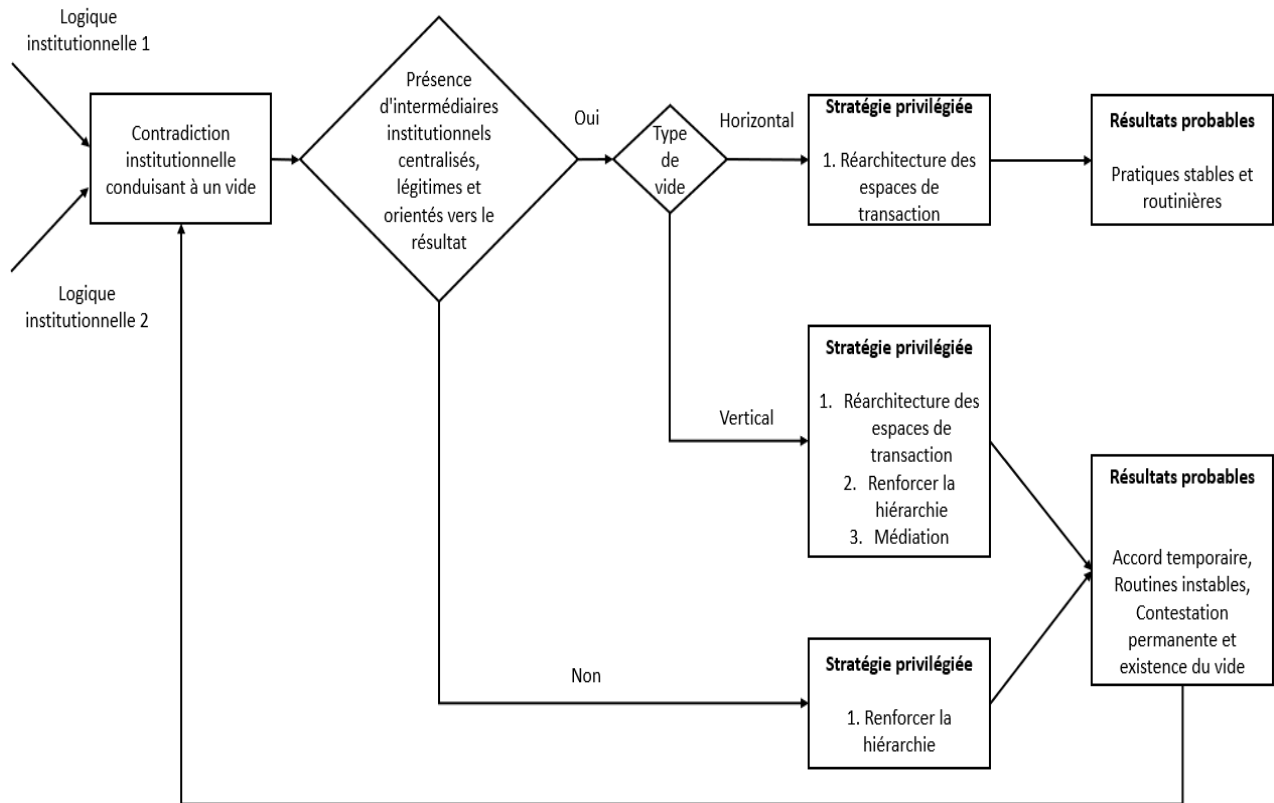 Logique
institutionnelle 1
Contradiction
institutionnelle
conduisant à un vide
Logique
institutionnelle 2
Présence
d'intermédiaires
institutionnels
centralisés,
légitimes et
orientés vers le
résultat
Oui
Type
de
vide
Horizontal
Stratégie privilégiée
1. Réarchitecture des
espaces de
transaction
Résultats probables
Pratiques stables et
routinières
Vertical
Stratégie privilégiée
1. Réarchitecture des
espaces de
transaction
2. Renforcer la
hiérarchie
3. Médiation
Résultats probables
Accord temporaire,
Routines instables,
Contestation
permanente et
existence du vide
Non
Stratégie privilégiée
1. Renforcer la
hiérarchie